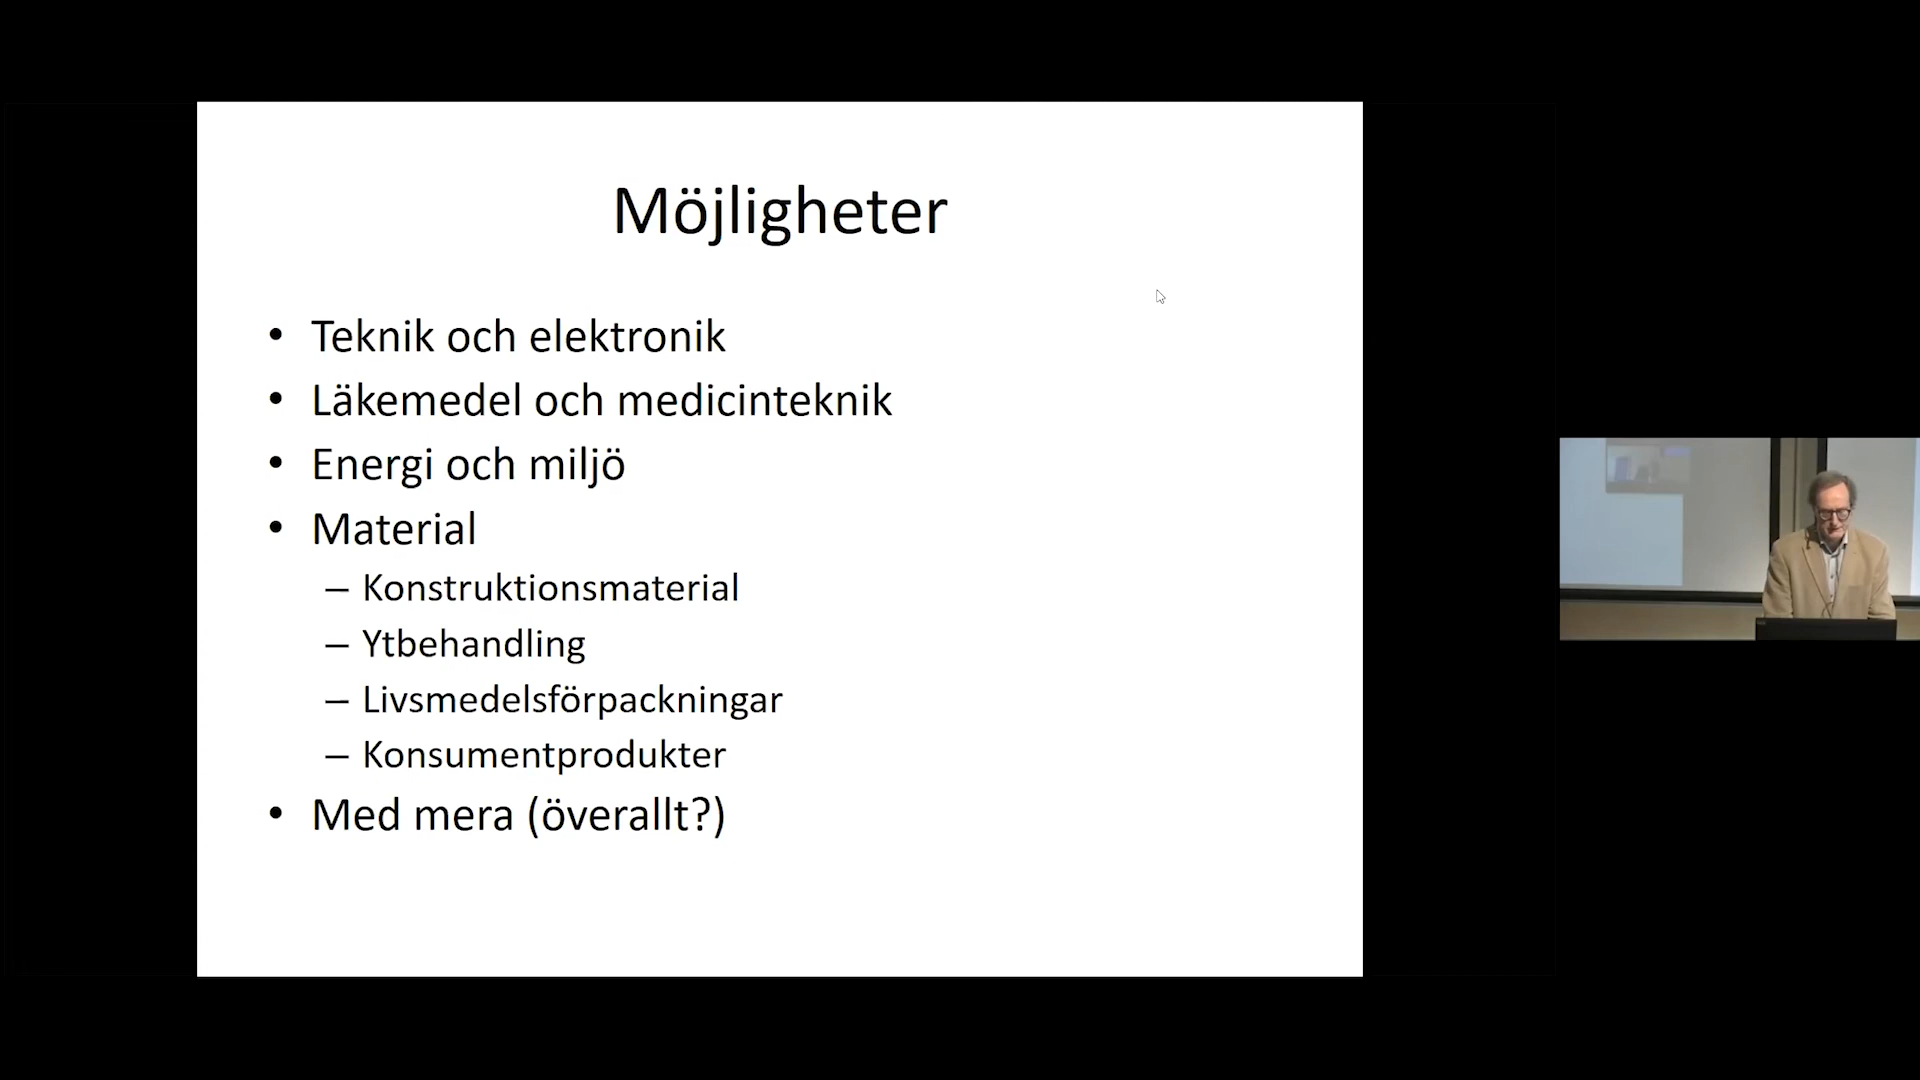 Möjligheter
• Teknik och elektronik
• Läkemedel och medicinteknik
• Energi och miljö
• Material
– Konstruktionsmaterial
– Ytbehandling
– Livsmedelsförpackningar
– Konsumentprodukter
• Med mera (överallt?)